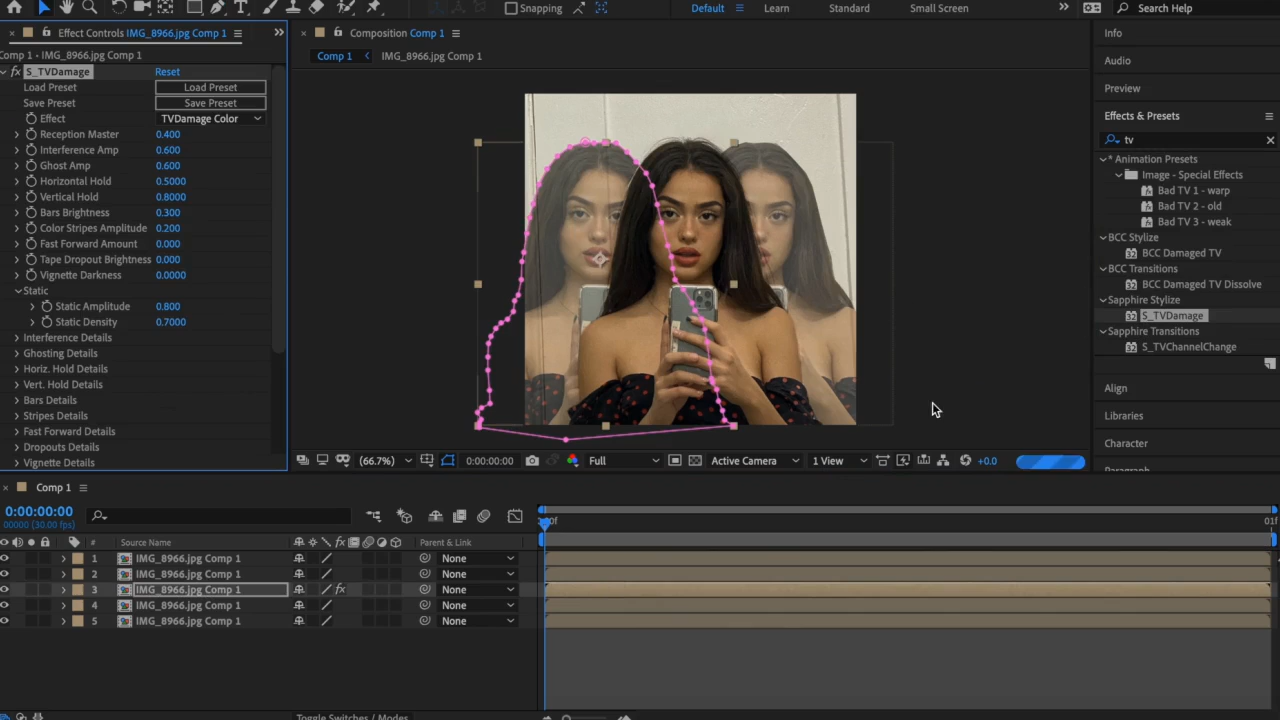 Snapping
Default
Learn
Standard
Small Screen
Search Help
Effect Controls IMG_8966.jpg Comp 1
Composition Comp 1
Info
Comp 1 • IMG_8966.jpg Comp 1
Comp 1
IMG_8966.jpg Comp 1
Audio
fx S_TVDamage Reset
Load Preset Load Preset
Preview
Save Preset Save Preset
Effect TVDamage Color
Effects & Presets
Reception Master 0.400
tv
Interference Amp 0.600
* Animation Presets
Ghost Amp 0.600
Image - Special Effects
Horizontal Hold 0.5000
Bad TV 1 - warp
Vertical Hold 0.8000
Bad TV 2 - old
Bars Brightness 0.300
Bad TV 3 - weak
Color Stripes Amplitude 0.200
BCC Stylize
Fast Forward Amount 0.000
BCC Damaged TV
Tape Dropout Brightness 0.000
BCC Transitions
Vignette Darkness 0.0000
BCC Damaged TV Dissolve
Static
Sapphire Stylize
Static Amplitude 0.800
S_TVDamage
Static Density 0.7000
Sapphire Transitions
Interference Details
S_TVChannelChange
Ghosting Details
Horiz. Hold Details
Vert. Hold Details
Align
Bars Details
Stripes Details
Libraries
Fast Forward Details
Dropouts Details
Character
Vignette Details
(66.7%)
0:00:00:00
Full
Active Camera
1 View
+0.0
Paragraph
Comp 1
0:00:00:00
00000 (30.00 fps)
01f
# Source Name fx Parent & Link
1 IMG_8966.jpg Comp 1 None
2 IMG_8966.jpg Comp 1 None
3 IMG_8966.jpg Comp 1 fx None
4 IMG_8966.jpg Comp 1 None
5 IMG_8966.jpg Comp 1 None
Toggle Switches / Modes